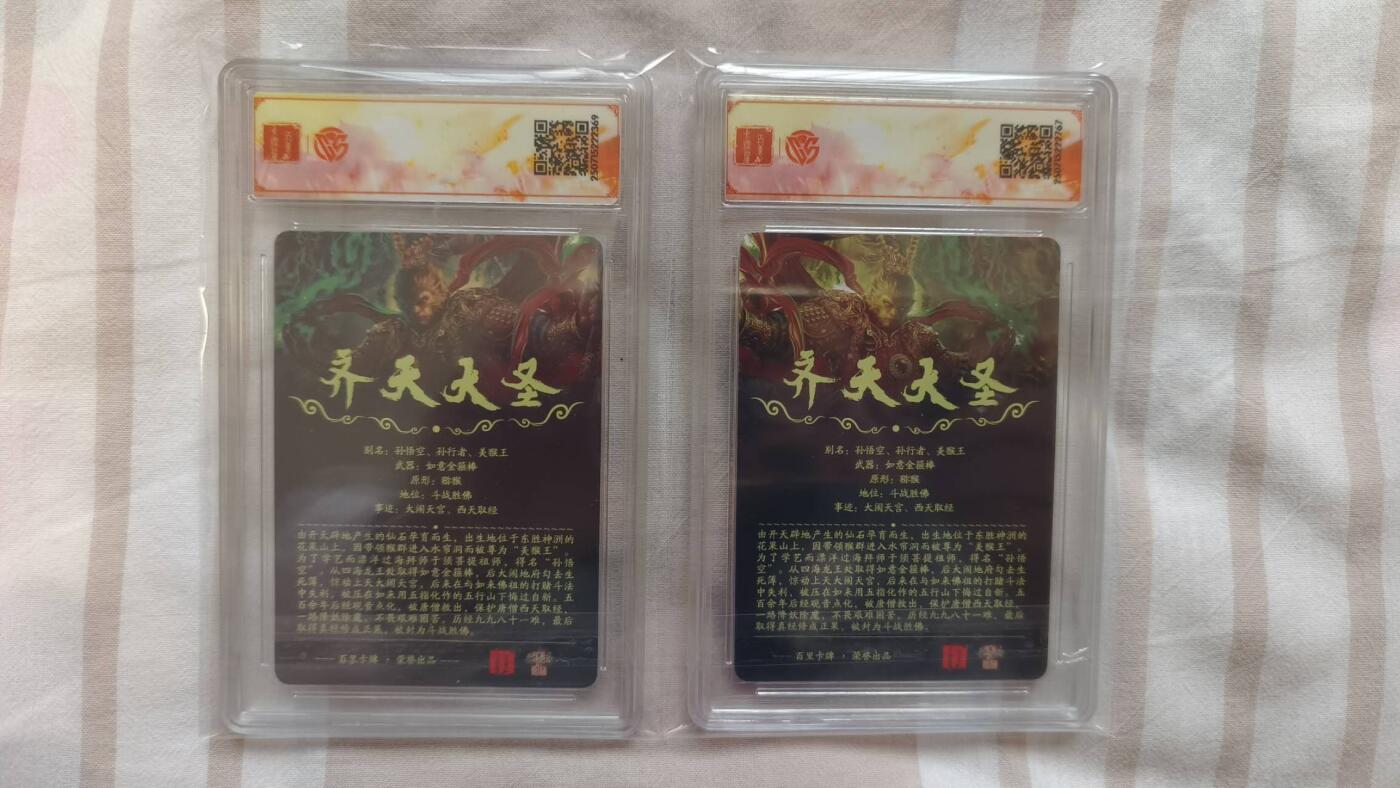 25071522​2369
齐天大圣
别名：孙悟空、孙行者、美猴王
武器：如意金箍棒
原形：猕猴
地位：斗战胜佛
事迹：大闹天宫、西天取经
由开天辟地产生的仙石孕育而生，出生地位于东胜神洲的
花果山上，因带领猴群进入水帘洞而被尊为“美猴王”。
为了学艺而漂洋过海拜师于须菩提祖师，得名“孙悟
空”。从四海龙王处取得如意金箍棒，后大闹地府勾去生
死薄，惊动上天大闹天宫，后来在与如来佛祖的打赌斗法
中失利，被压在如来用五指化作的五行山下悔过自新。五
百余年后经观音点化，被唐僧救出，保护唐僧西天取经，
一路降妖除魔，不畏艰难困苦，历经九九八十一难，最后
取得真经修成正果，被封为斗战胜佛。
百里卡牌，荣誉出品
250715222767
齐天大圣
别名：孙悟空、孙行者、美猴王
武器：如意金箍棒
原形：猕猴
地位：斗战胜佛
事迹：大闹天宫、西天取经
由开天辟地产生的仙石孕育而生，出生地位于东胜神洲的
花果山上，因带领猴群进入水帘洞而被尊为“美猴王”。
为了学艺而漂洋过海拜师于须菩提祖师，得名“孙悟
空”。从四海龙王处取得如意金箍棒，后大闹地府勾去生
死薄，惊动上天大闹天宫，后来在与如来佛祖的打赌斗法
中失利，被压在如来用五指化作的五行山下悔过自新。五
百余年后经观音点化，被唐僧救出，保护唐僧西天取经，
一路降妖除魔，不畏艰难困苦，历经九九八十一难，最后
取得真经修成正果，被封为斗战胜佛。
百里卡牌，荣誉出品